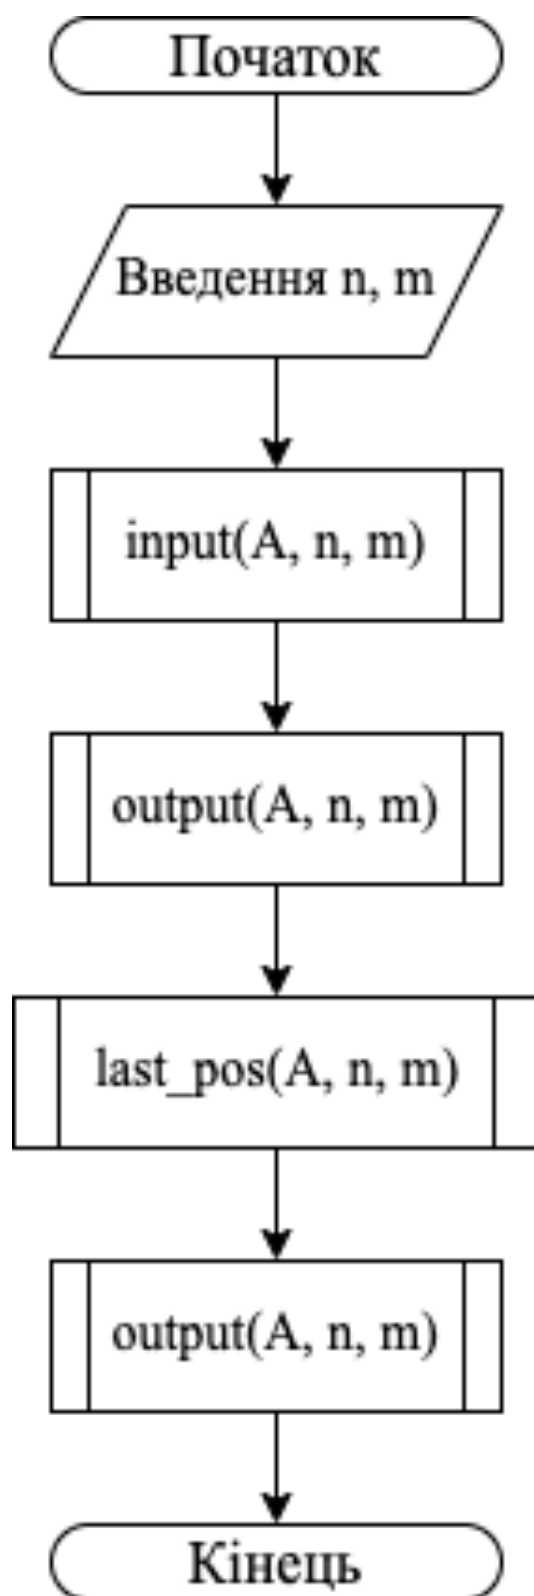 Початок
Введення n, m
input(A, n, m)
output(A, n, m)
last_pos(A, n, m)
output(A, n, m)
Кінець